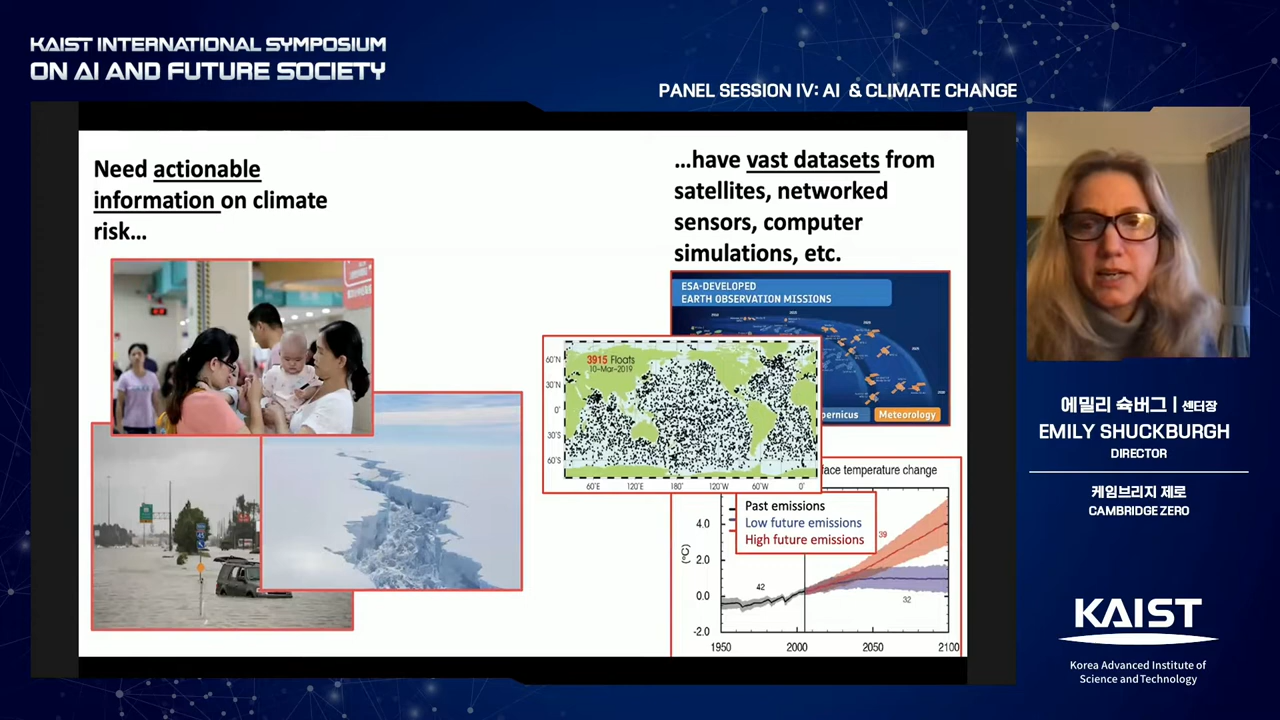 KAIST INTERNATIONAL SYMPOSIUM
ON AI AND FUTURE SOCIETY
PANEL SESSION IV: AI & CLIMATE CHANGE
Need actionable
information on climate
risk...
...have vast datasets from
satellites, networked
sensors, computer
simulations, etc.
ESA-DEVELOPED
EARTH OBSERVATION MISSIONS
pernicus
Meteorology
3915 Floats
10-Mar-2019
60°N
30°N
0°
30°S
60°S
60°E 120°E 180° 120°W 60°W 0°
face temperature change
Past emissions
Low future emissions
High future emissions
(°C)
4.0
2.0
0.0
-2.0
42
39
32
1950 2000 2050 2100
에밀리 슉버그 | 센터장
EMILY SHUCKBURGH
DIRECTOR
케임브리지 제로
CAMBRIDGE ZERO
KAIST
Korea Advanced Institute of
Science and Technology